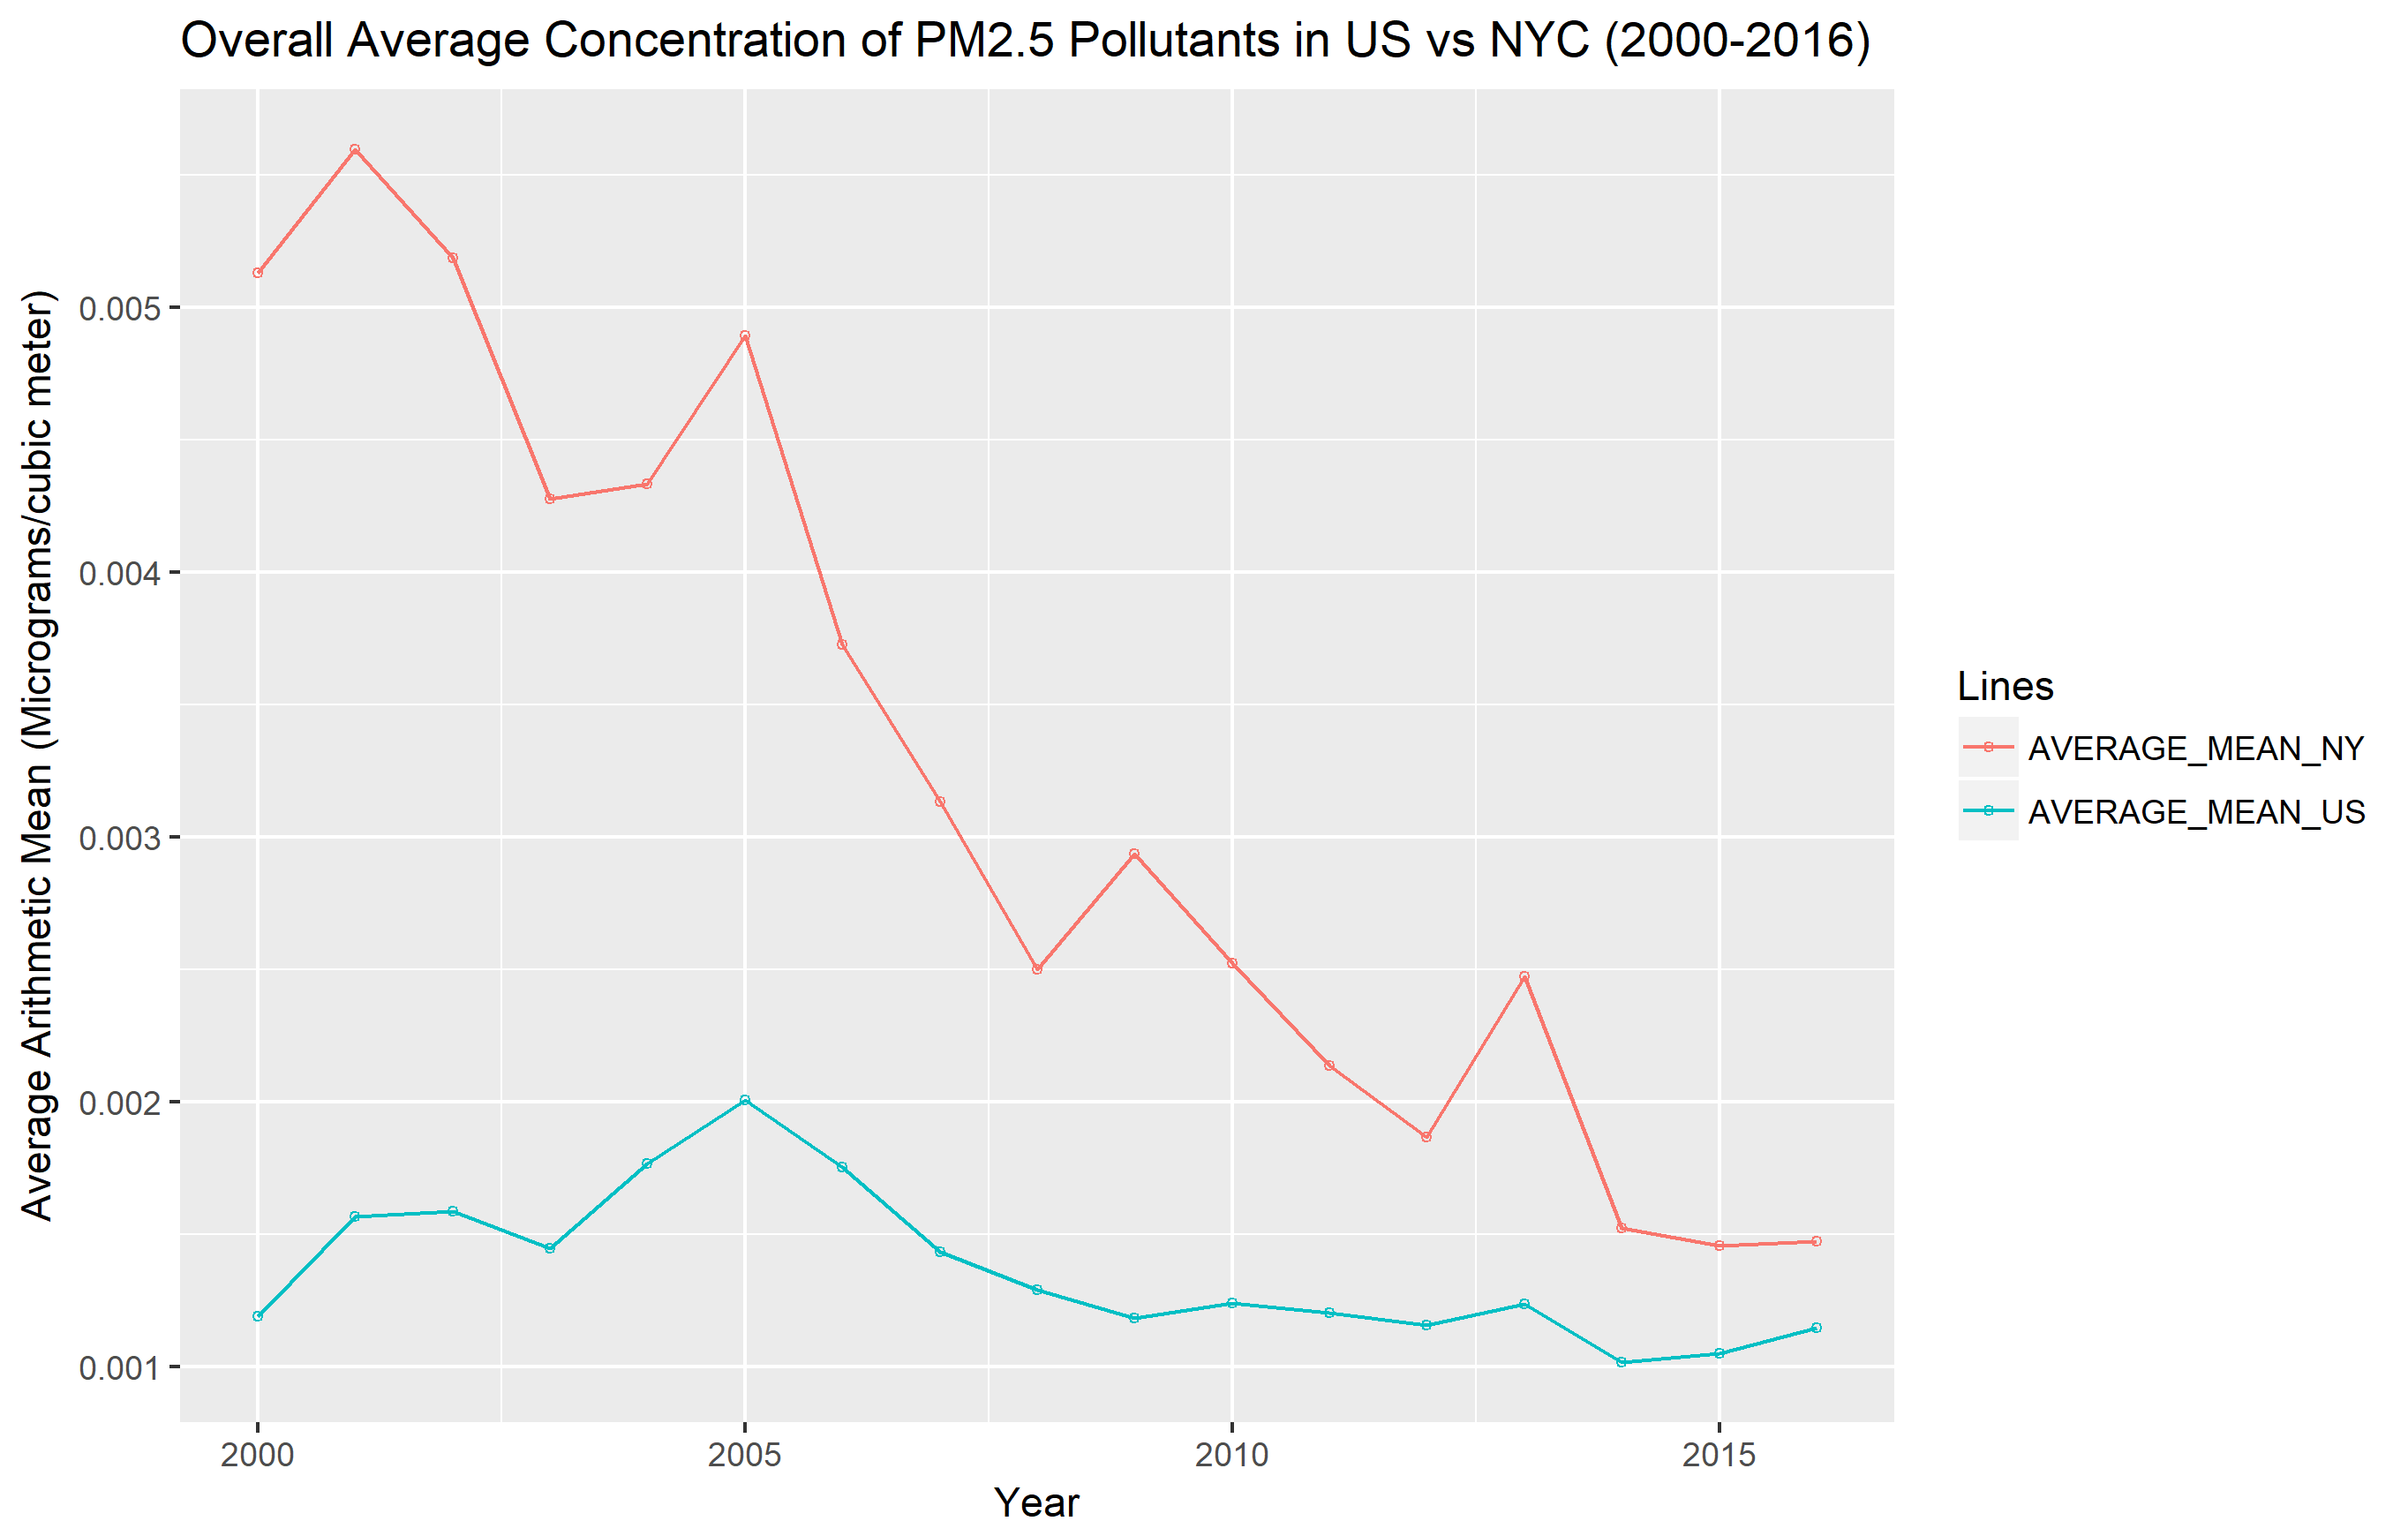 Overall Average Concentration of PM2.5 Pollutants in US vs NYC (2000-2016)
Average Arithmetic Mean (Micrograms/cubic meter)
0.005
0.004
0.003
0.002
0.001
2000 2005 2010 2015
Year
Lines
AVERAGE_MEAN_NY
AVERAGE_MEAN_US